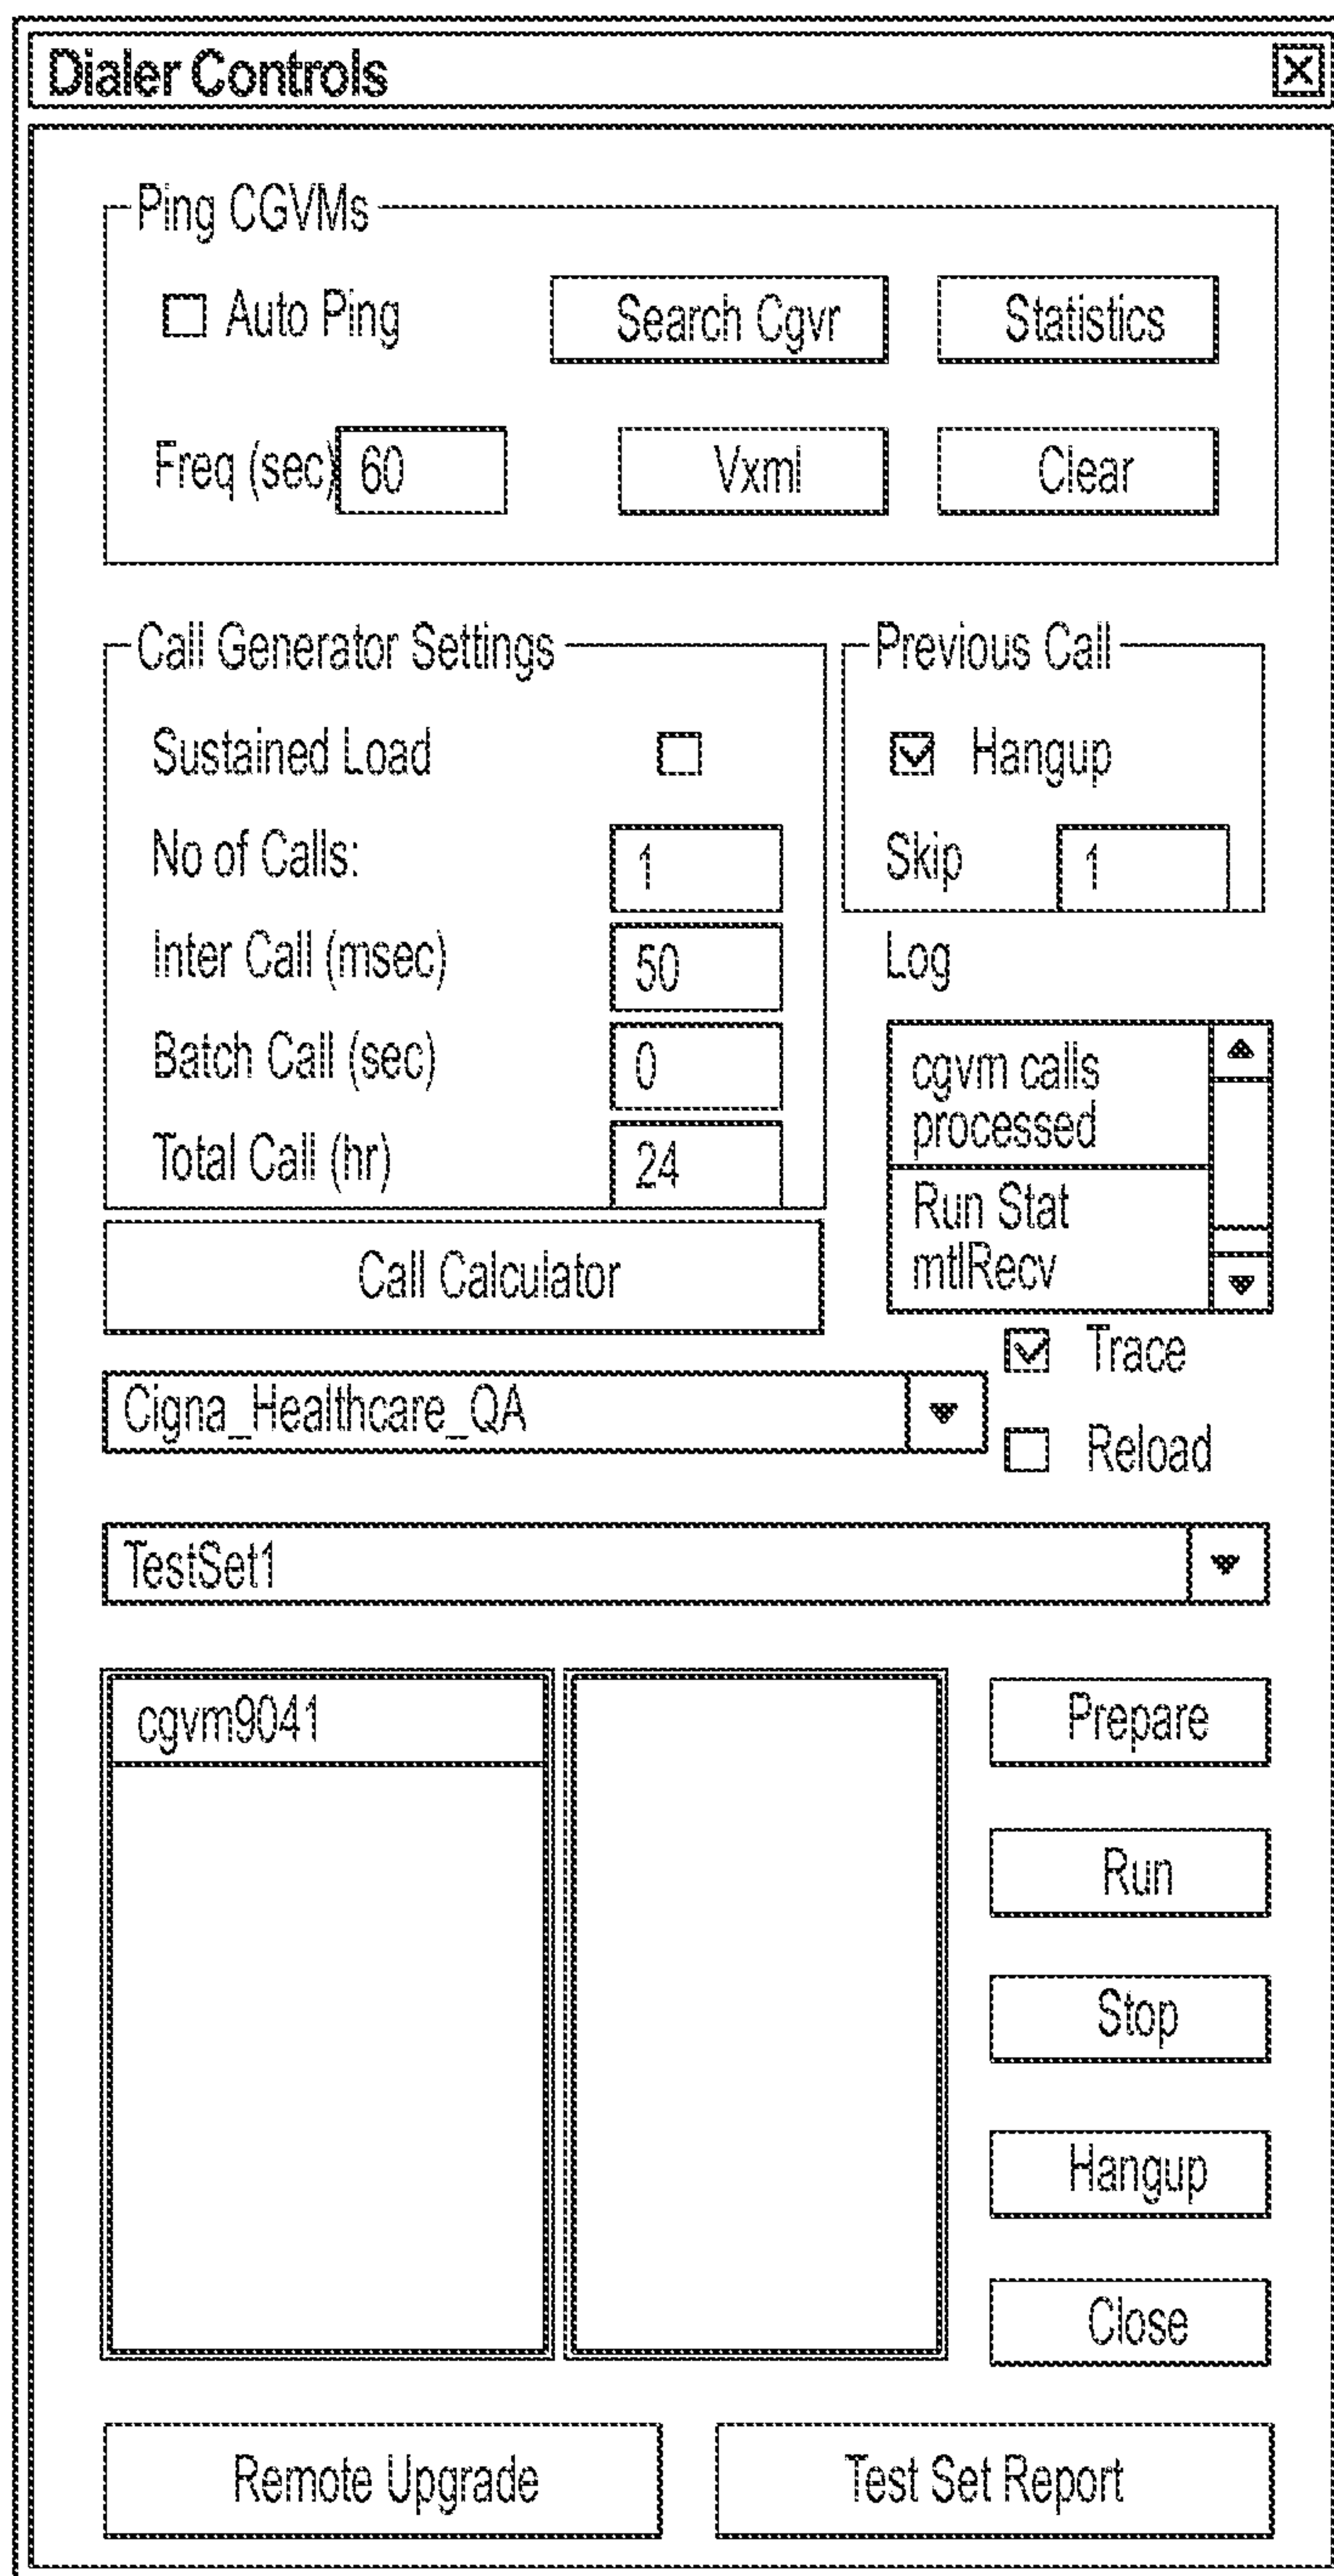 Dialer Controls
Ping CGVMs
Auto Ping
Search Cgvr
Statistics
Freq (sec)
60
Vxml
Clear
Call Generator Settings
Sustained Load
No of Calls:
1
Inter Call (msec)
50
Batch Call (sec)
0
Total Call (hr)
24
Previous Call
Hangup
Skip
1
Log
cgvm calls
processed
Run Stat
mtlRecv
Call Calculator
Trace
Cigna_Healthcare_QA
Reload
TestSet1
cgvm9041
Prepare
Run
Stop
Hangup
Close
Remote Upgrade
Test Set Report